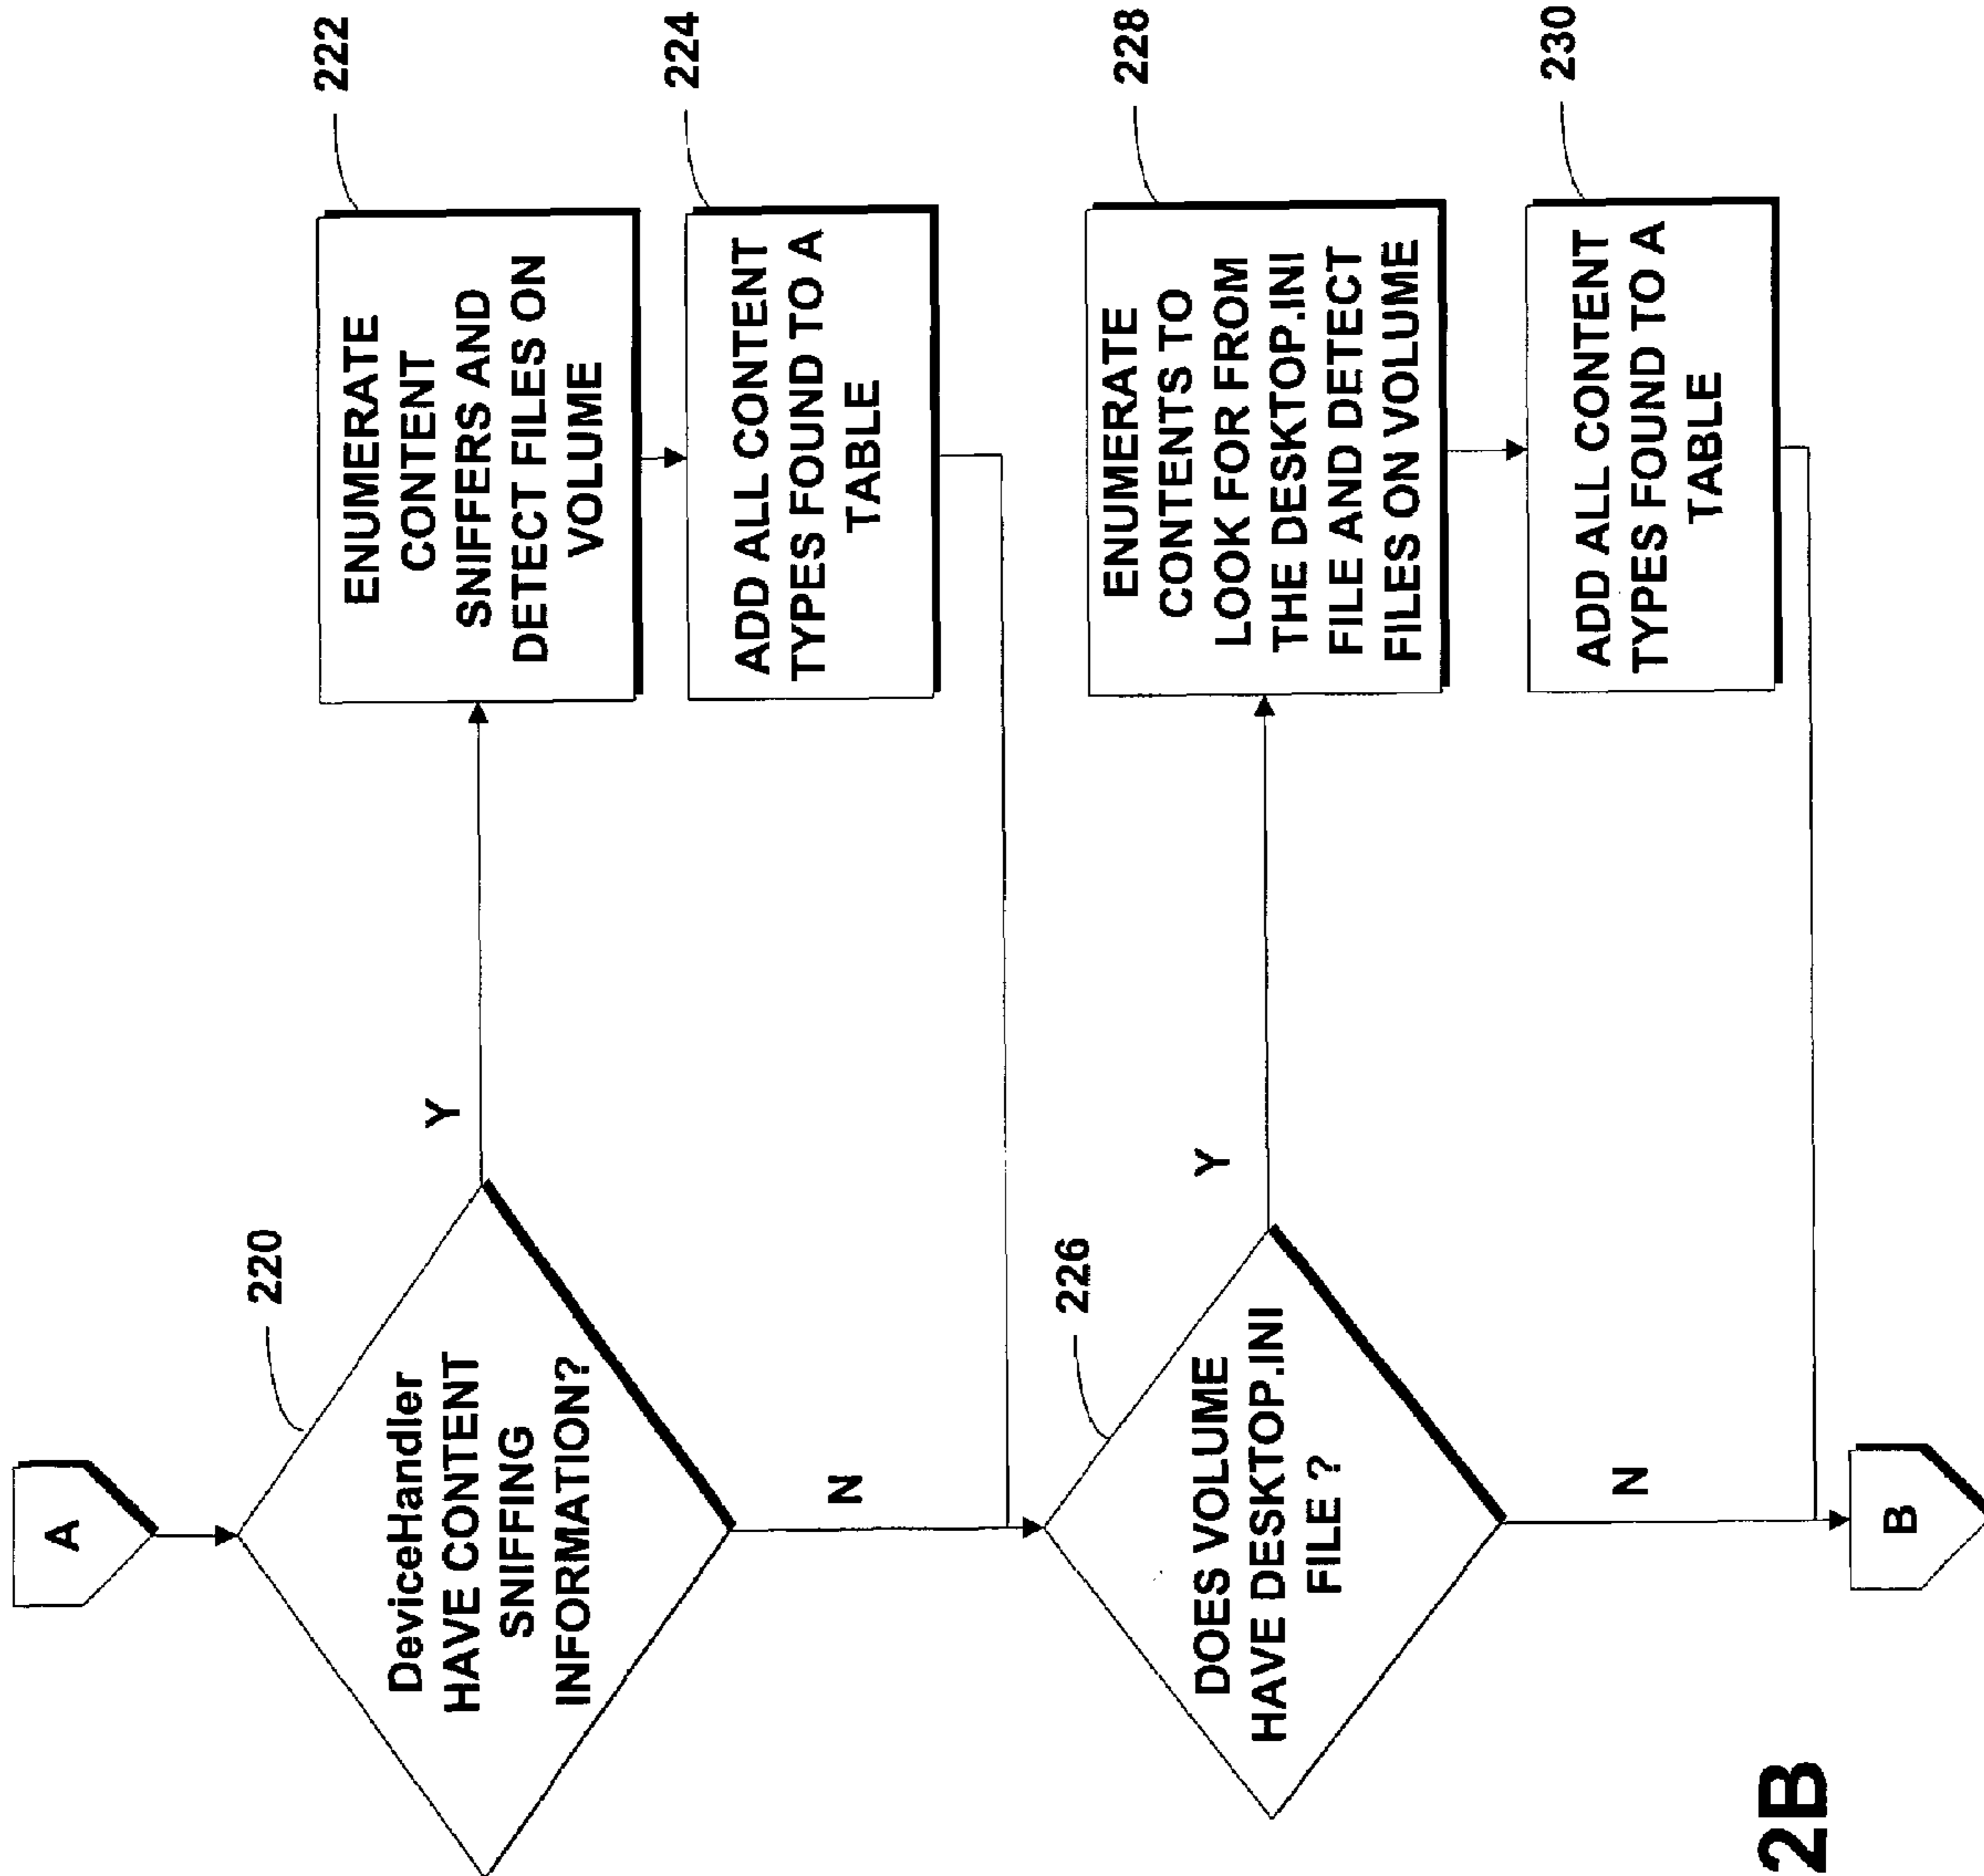 A
220
DeviceHandler
HAVE CONTENT
SNIFFING
INFORMATION?
Y
222
ENUMERATE
CONTENT
SNIFFERS AND
DETECT FILES ON
VOLUME
224
ADD ALL CONTENT
TYPES FOUND TO A
TABLE
N
226
DOES VOLUME
HAVE DESKTOP.INI
FILE ?
Y
228
ENUMERATE
CONTENTS TO
LOOK FOR FROM
THE DESKTOP.INI
FILE AND DETECT
FILES ON VOLUME
230
ADD ALL CONTENT
TYPES FOUND TO A
TABLE
N
B
2B